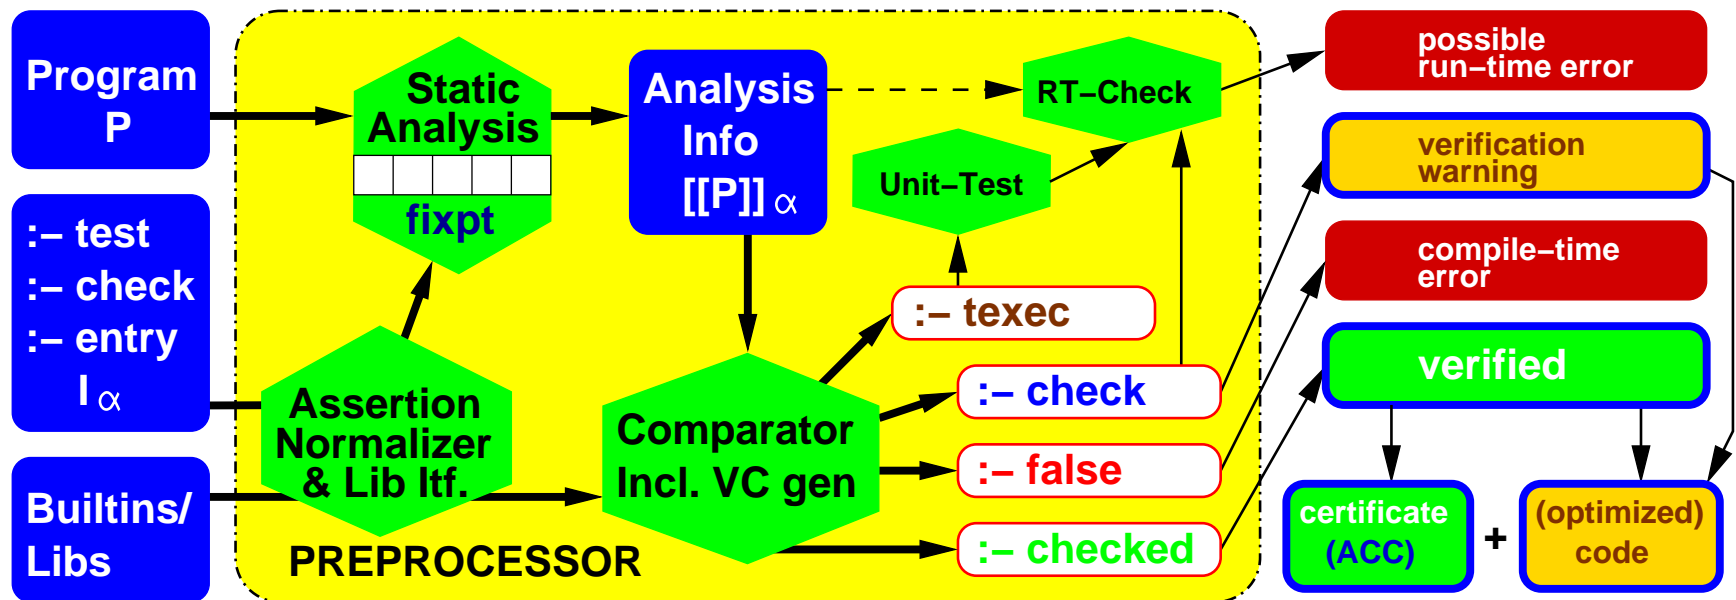 Program
P
:– test
:– check
:– entry
I α
Builtins/
Libs
Static
Analysis
fixpt
Assertion
Normalizer
& Lib Itf.
PREPROCESSOR
Analysis
Info
[[P]] α
Comparator
Incl. VC gen
RT–Check
Unit–Test
:– texec
:– check
:– false
:– checked
possible
run–time error
verification
warning
compile–time
error
verified
certificate
(ACC)
+
(optimized)
code